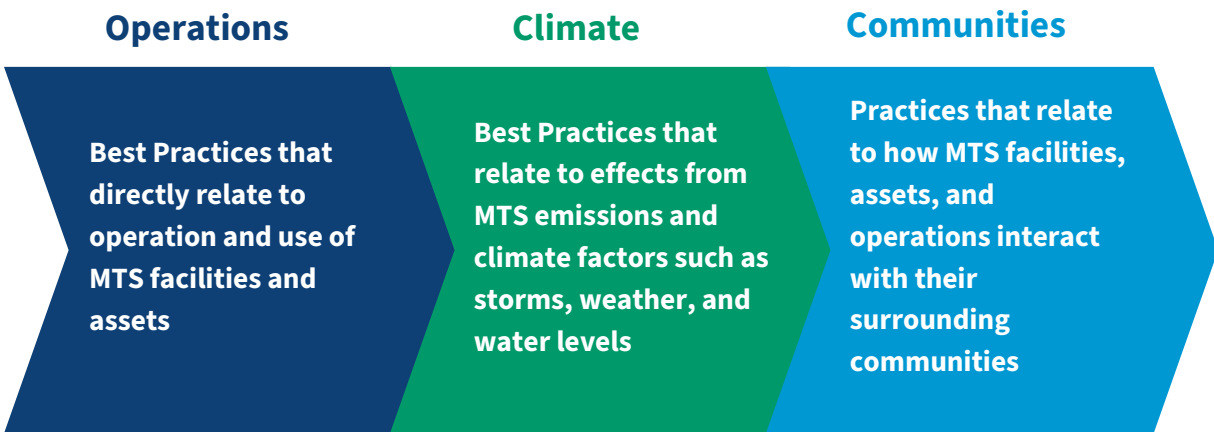 Operations
Best Practices that
directly relate to
operation and use of
MTS facilities and
assets
Climate
Best Practices that
relate to effects from
MTS emissions and
climate factors such as
storms, weather, and
water levels
Communities
Practices that relate
to how MTS facilities,
assets, and
operations interact
with their
surrounding
communities